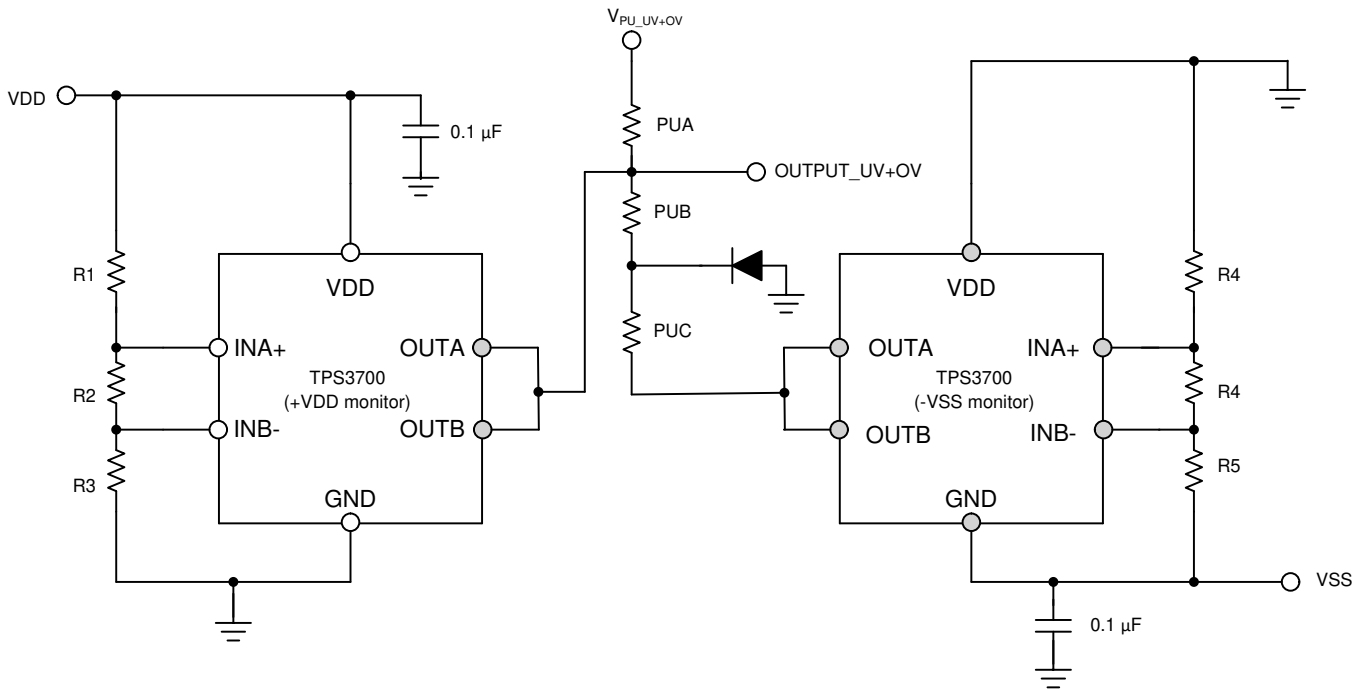 V_PU_UV+OV
VDD
0.1 µF
PUA
OUTPUT_UV+OV
PUB
R1
VDD
VDD
R4
PUC
INA+
OUTA
OUTA
INA+
TPS3700
(+VDD monitor)
TPS3700
(-VSS monitor)
R2
R4
INB-
OUTB
OUTB
INB-
R3
R5
GND
GND
VSS
0.1 µF